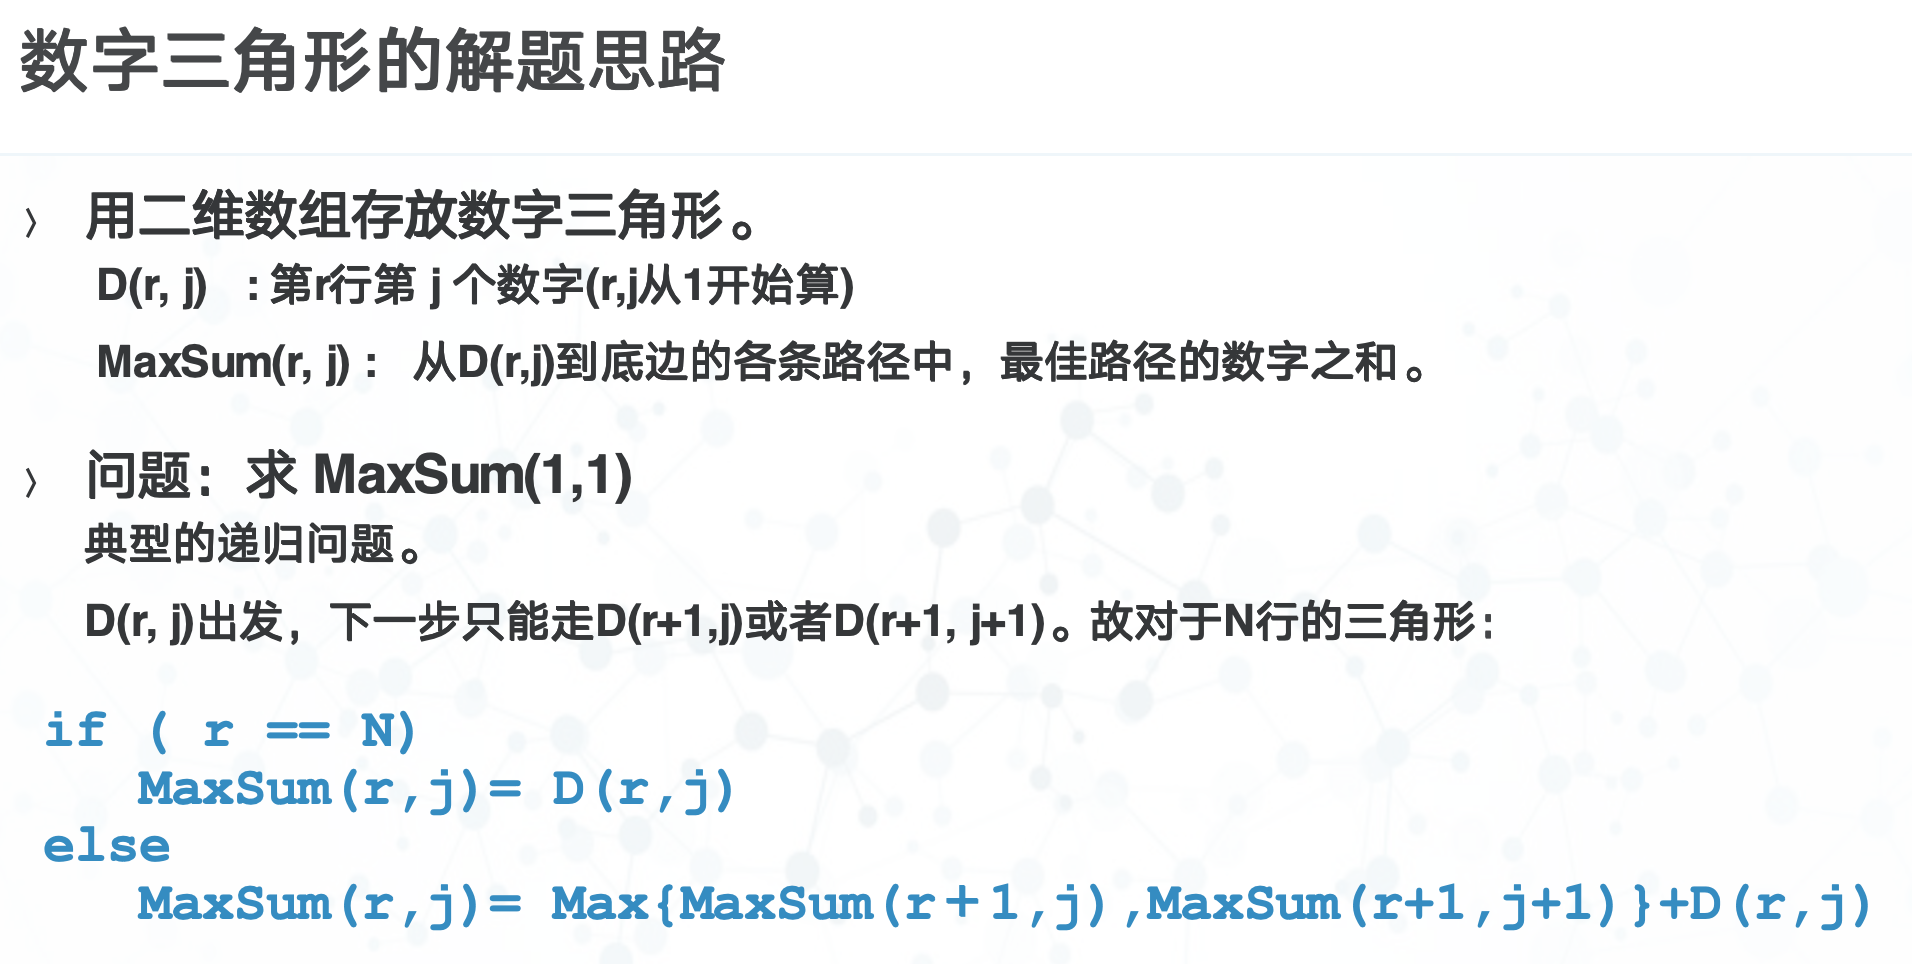 数字三角形的解题思路
› 用二维数组存放数字三角形。
D(r, j) : 第r行第 j 个数字(r,j从1开始算)
MaxSum(r, j) : 从D(r,j)到底边的各条路径中，最佳路径的数字之和。
› 问题：求 MaxSum(1,1)
典型的递归问题。
D(r, j)出发，下一步只能走D(r+1,j)或者D(r+1, j+1)。故对于N行的三角形：
if ( r == N)
MaxSum(r,j)= D(r,j)
else
MaxSum(r,j)= Max{MaxSum(r＋1,j),MaxSum(r+1,j+1)}+D(r,j)